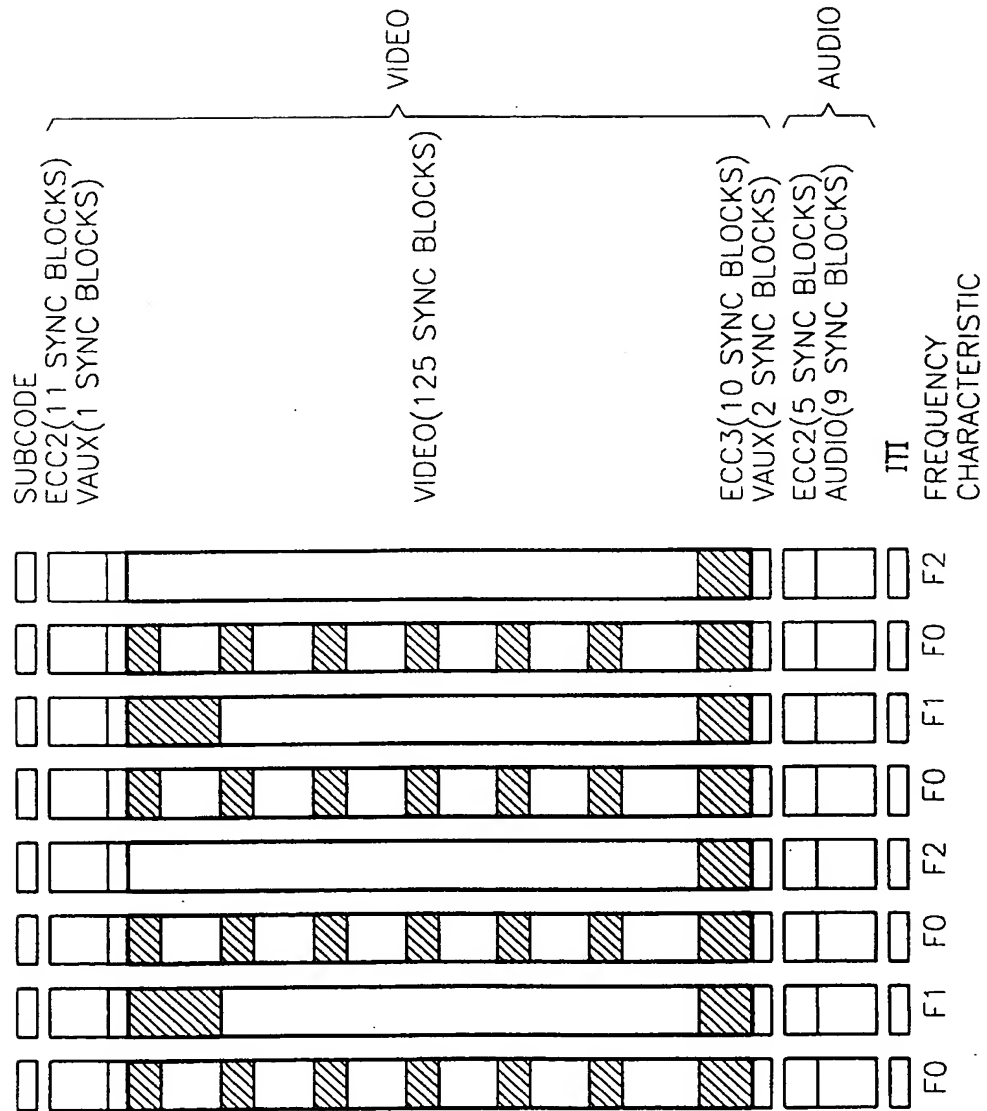 SUBCODE
ECC2(11 SYNC BLOCKS)
VAUX(1 SYNC BLOCKS)
VIDEO(125 SYNC BLOCKS)
VIDEO
ECC3(10 SYNC BLOCKS)
VAUX(2 SYNC BLOCKS)
ECC2(5 SYNC BLOCKS)
AUDIO(9 SYNC BLOCKS)
AUDIO
ITI
F0 F1 F0 F2 F0 F1 F0 F2
FREQUENCY
CHARACTERISTIC